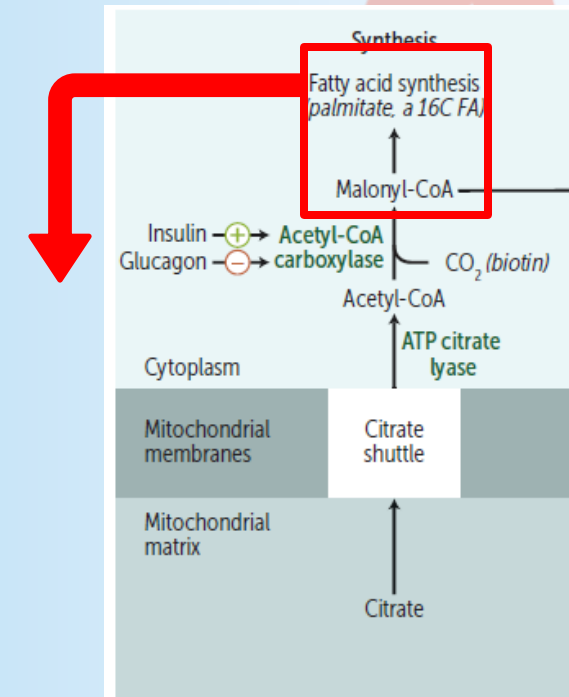 Synthesis
Fatty acid synthesis
(palmitate, a 16C FA)
Malonyl-CoA
Insulin + Acetyl-CoA
Glucagon − carboxylase
CO2 (biotin)
Acetyl-CoA
ATP citrate
lyase
Cytoplasm
Mitochondrial
membranes
Citrate
shuttle
Mitochondrial
matrix
Citrate